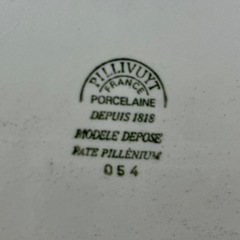 PILLIVUYT
FRANCE
PORCELAINE
DEPUIS 1818
MODELE DEPOSE
PATE PILLENIUM
054